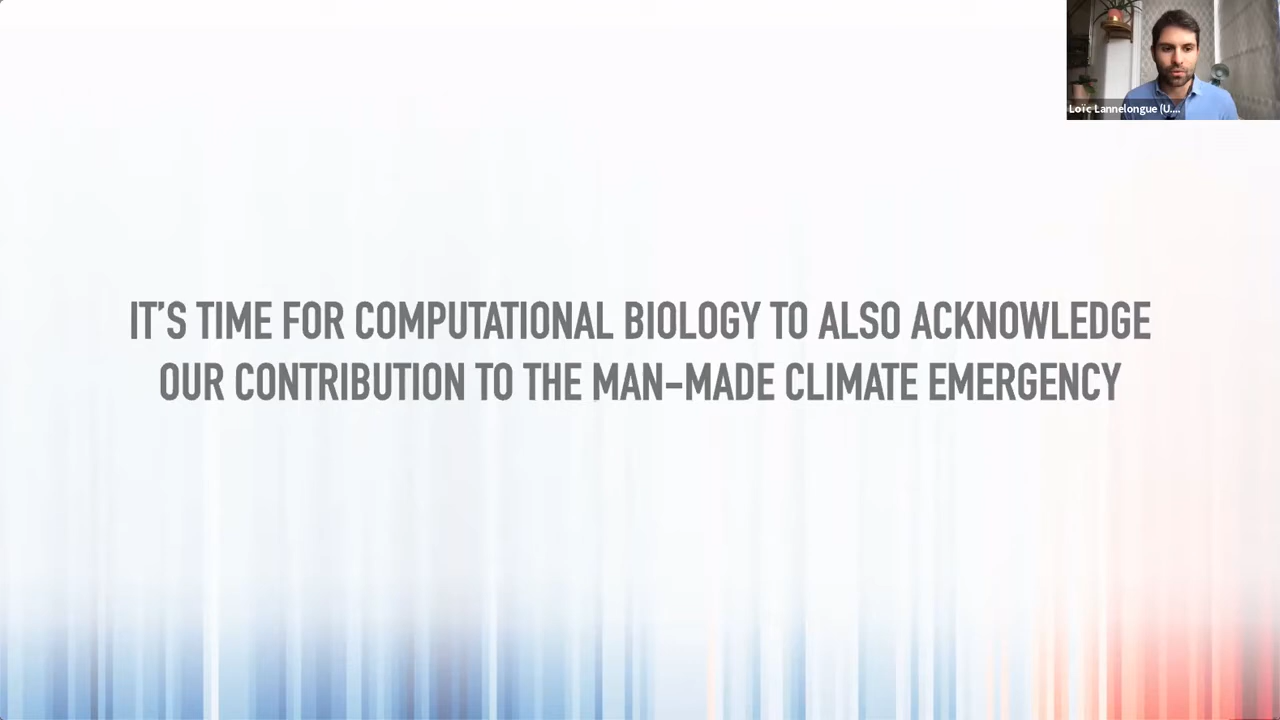 Loïc Lannelongue (U....
IT'S TIME FOR COMPUTATIONAL BIOLOGY TO ALSO ACKNOWLEDGE
OUR CONTRIBUTION TO THE MAN-MADE CLIMATE EMERGENCY